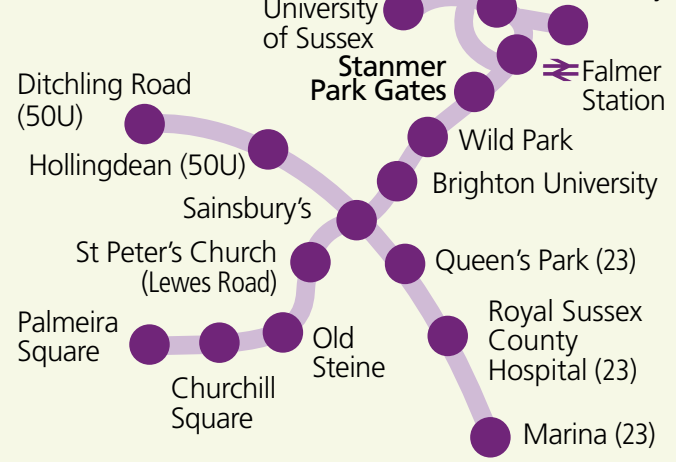 University
of Sussex
Stanmer
Park Gates
Falmer
Station
Ditchling Road
(50U)
Wild Park
Hollingdean (50U)
Brighton University
Sainsbury's
St Peter's Church
(Lewes Road)
Queen's Park (23)
Palmeira
Square
Old
Steine
Royal Sussex
County
Hospital (23)
Churchill
Square
Marina (23)